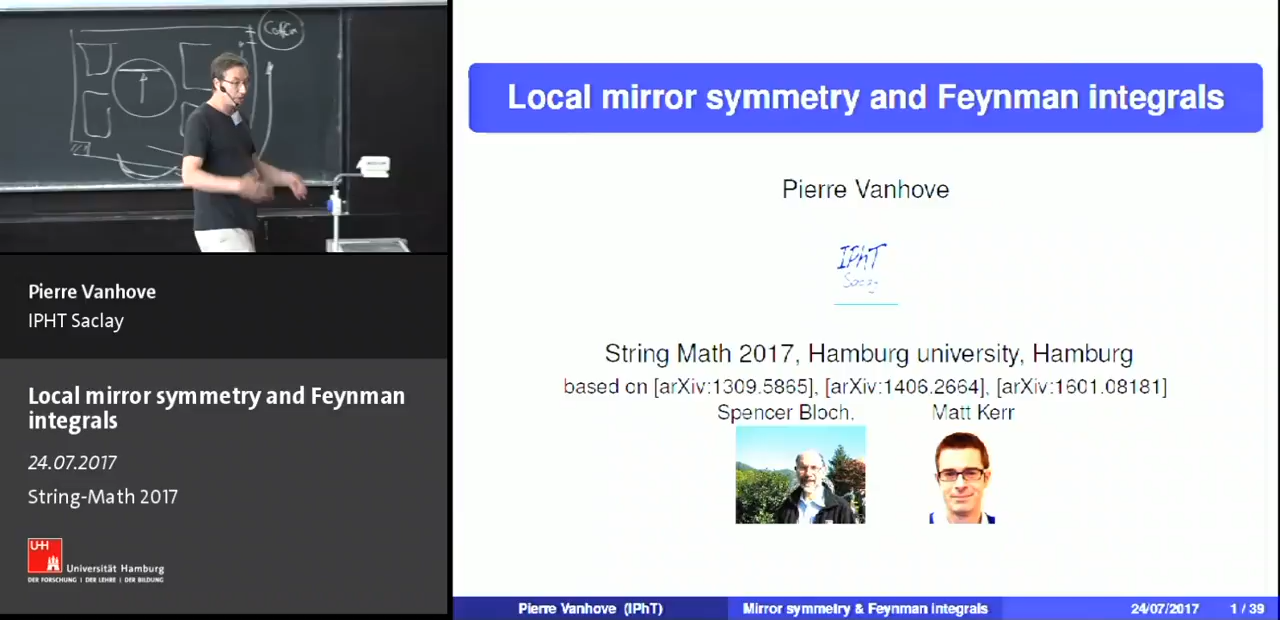 Coffein
Pierre Vanhove
IPHT Saclay
Local mirror symmetry and Feynman
integrals
24.07.2017
String-Math 2017
UHH
Universität Hamburg
DER FORSCHUNG | DER LEHRE | DER BILDUNG
Local mirror symmetry and Feynman integrals
Pierre Vanhove
IPhT
Saclay
String Math 2017, Hamburg university, Hamburg
based on [arXiv:1309.5865], [arXiv:1406.2664], [arXiv:1601.08181]
Spencer Bloch, Matt Kerr
Pierre Vanhove (IPhT) Mirror symmetry & Feynman integrals 24/07/2017 1 / 39